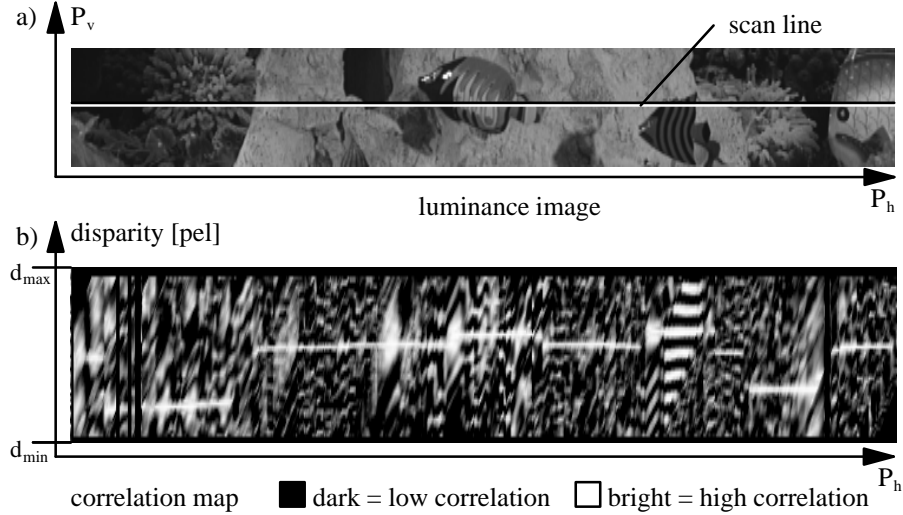 a)
P_v
scan line
P_h
luminance image
b)
disparity [pel]
d_max
d_min
P_h
correlation map dark = low correlation bright = high correlation